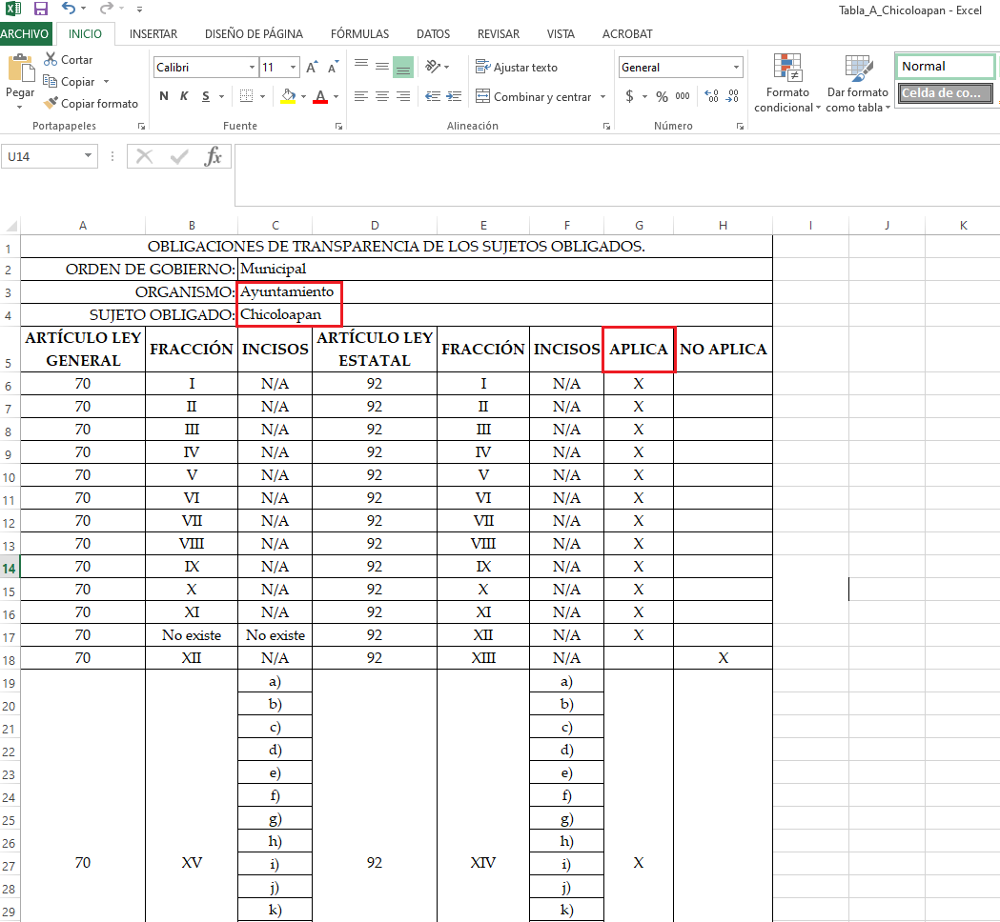 Tabla_A_Chicoloapan - Excel
ARCHIVO INICIO INSERTAR DISEÑO DE PÁGINA FÓRMULAS DATOS REVISAR VISTA ACROBAT
Pegar
Cortar
Copiar
Copiar formato
Portapapeles
Calibri 11
N K S
Fuente
Ajustar texto
Combinar y centrar
Alineación
General
$ % 000
Número
Formato condicional
Dar formato como tabla
Normal
Celda de co...
U14
fx
A B C D E F G H I J K
1 OBLIGACIONES DE TRANSPARENCIA DE LOS SUJETOS OBLIGADOS.
2 ORDEN DE GOBIERNO: Municipal
3 ORGANISMO: Ayuntamiento
4 SUJETO OBLIGADO: Chicoloapan
5 ARTÍCULO LEY GENERAL FRACCIÓN INCISOS ARTÍCULO LEY ESTATAL FRACCIÓN INCISOS APLICA NO APLICA
6 70 I N/A 92 I N/A X
7 70 II N/A 92 II N/A X
8 70 III N/A 92 III N/A X
9 70 IV N/A 92 IV N/A X
10 70 V N/A 92 V N/A X
11 70 VI N/A 92 VI N/A X
12 70 VII N/A 92 VII N/A X
13 70 VIII N/A 92 VIII N/A X
14 70 IX N/A 92 IX N/A X
15 70 X N/A 92 X N/A X
16 70 XI N/A 92 XI N/A X
17 70 No existe No existe 92 XII N/A X
18 70 XII N/A 92 XIII N/A X
19 a) a)
20 b) b)
21 c) c)
22 d) d)
23 e) e)
24 f) f)
25 g) g)
26 h) h)
27 70 XV i) 92 XIV i) X
28 j) j)
29 k) k)